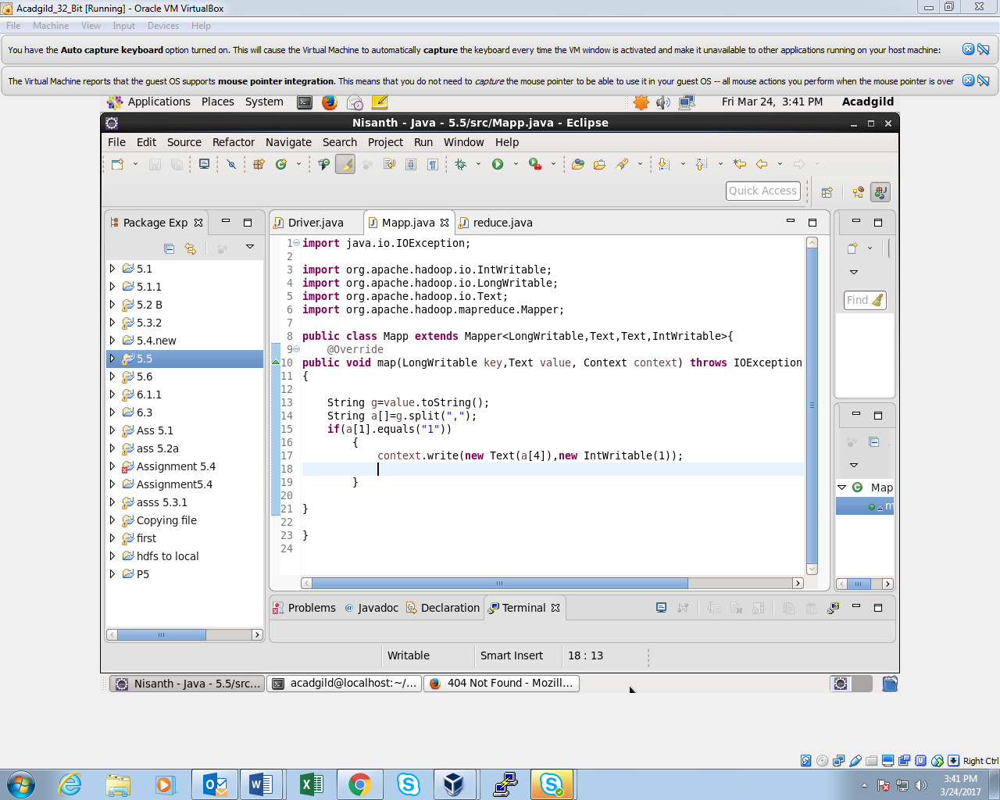 Acadgild_32_Bit [Running] - Oracle VM VirtualBox
File Machine View Input Devices Help
You have the Auto capture keyboard option turned on. This will cause the Virtual Machine to automatically capture the keyboard every time the VM window is activated and make it unavailable to other applications running on your host machine:
The Virtual Machine reports that the guest OS supports mouse pointer integration. This means that you do not need to capture the mouse pointer to be able to use it in your guest OS -- all mouse actions you perform when the mouse pointer is over
Applications Places System Fri Mar 24, 3:41 PM Acadgild
Nisanth - Java - 5.5/src/Mapp.java - Eclipse
File Edit Source Refactor Navigate Search Project Run Window Help
Quick Access
Package Exp
5.1
5.1.1
5.2 B
5.3.2
5.4.new
5.5
5.6
6.1.1
6.3
Ass 5.1
ass 5.2a
Assignment 5.4
Assignment5.4
asss 5.3.1
Copying file
first
hdfs to local
P5
Driver.java Mapp.java reduce.java
1 import java.io.IOException;
2
3 import org.apache.hadoop.io.IntWritable;
4 import org.apache.hadoop.io.LongWritable;
5 import org.apache.hadoop.io.Text;
6 import org.apache.hadoop.mapreduce.Mapper;
7
8 public class Mapp extends Mapper<LongWritable,Text,Text,IntWritable>{
9 @Override
10 public void map(LongWritable key,Text value, Context context) throws IOException
11 {
12
13 String g=value.toString();
14 String a[]=g.split(",");
15 if(a[1].equals("1"))
16 {
17 context.write(new Text(a[4]),new IntWritable(1));
18
19 }
20
21 }
22
23 }
24
Find
Map
m
Problems @ Javadoc Declaration Terminal
Writable Smart Insert 18 : 13
Nisanth - Java - 5.5/src... acadgild@localhost:~/... 404 Not Found - Mozill...
Right Ctrl
3:41 PM
3/24/2017